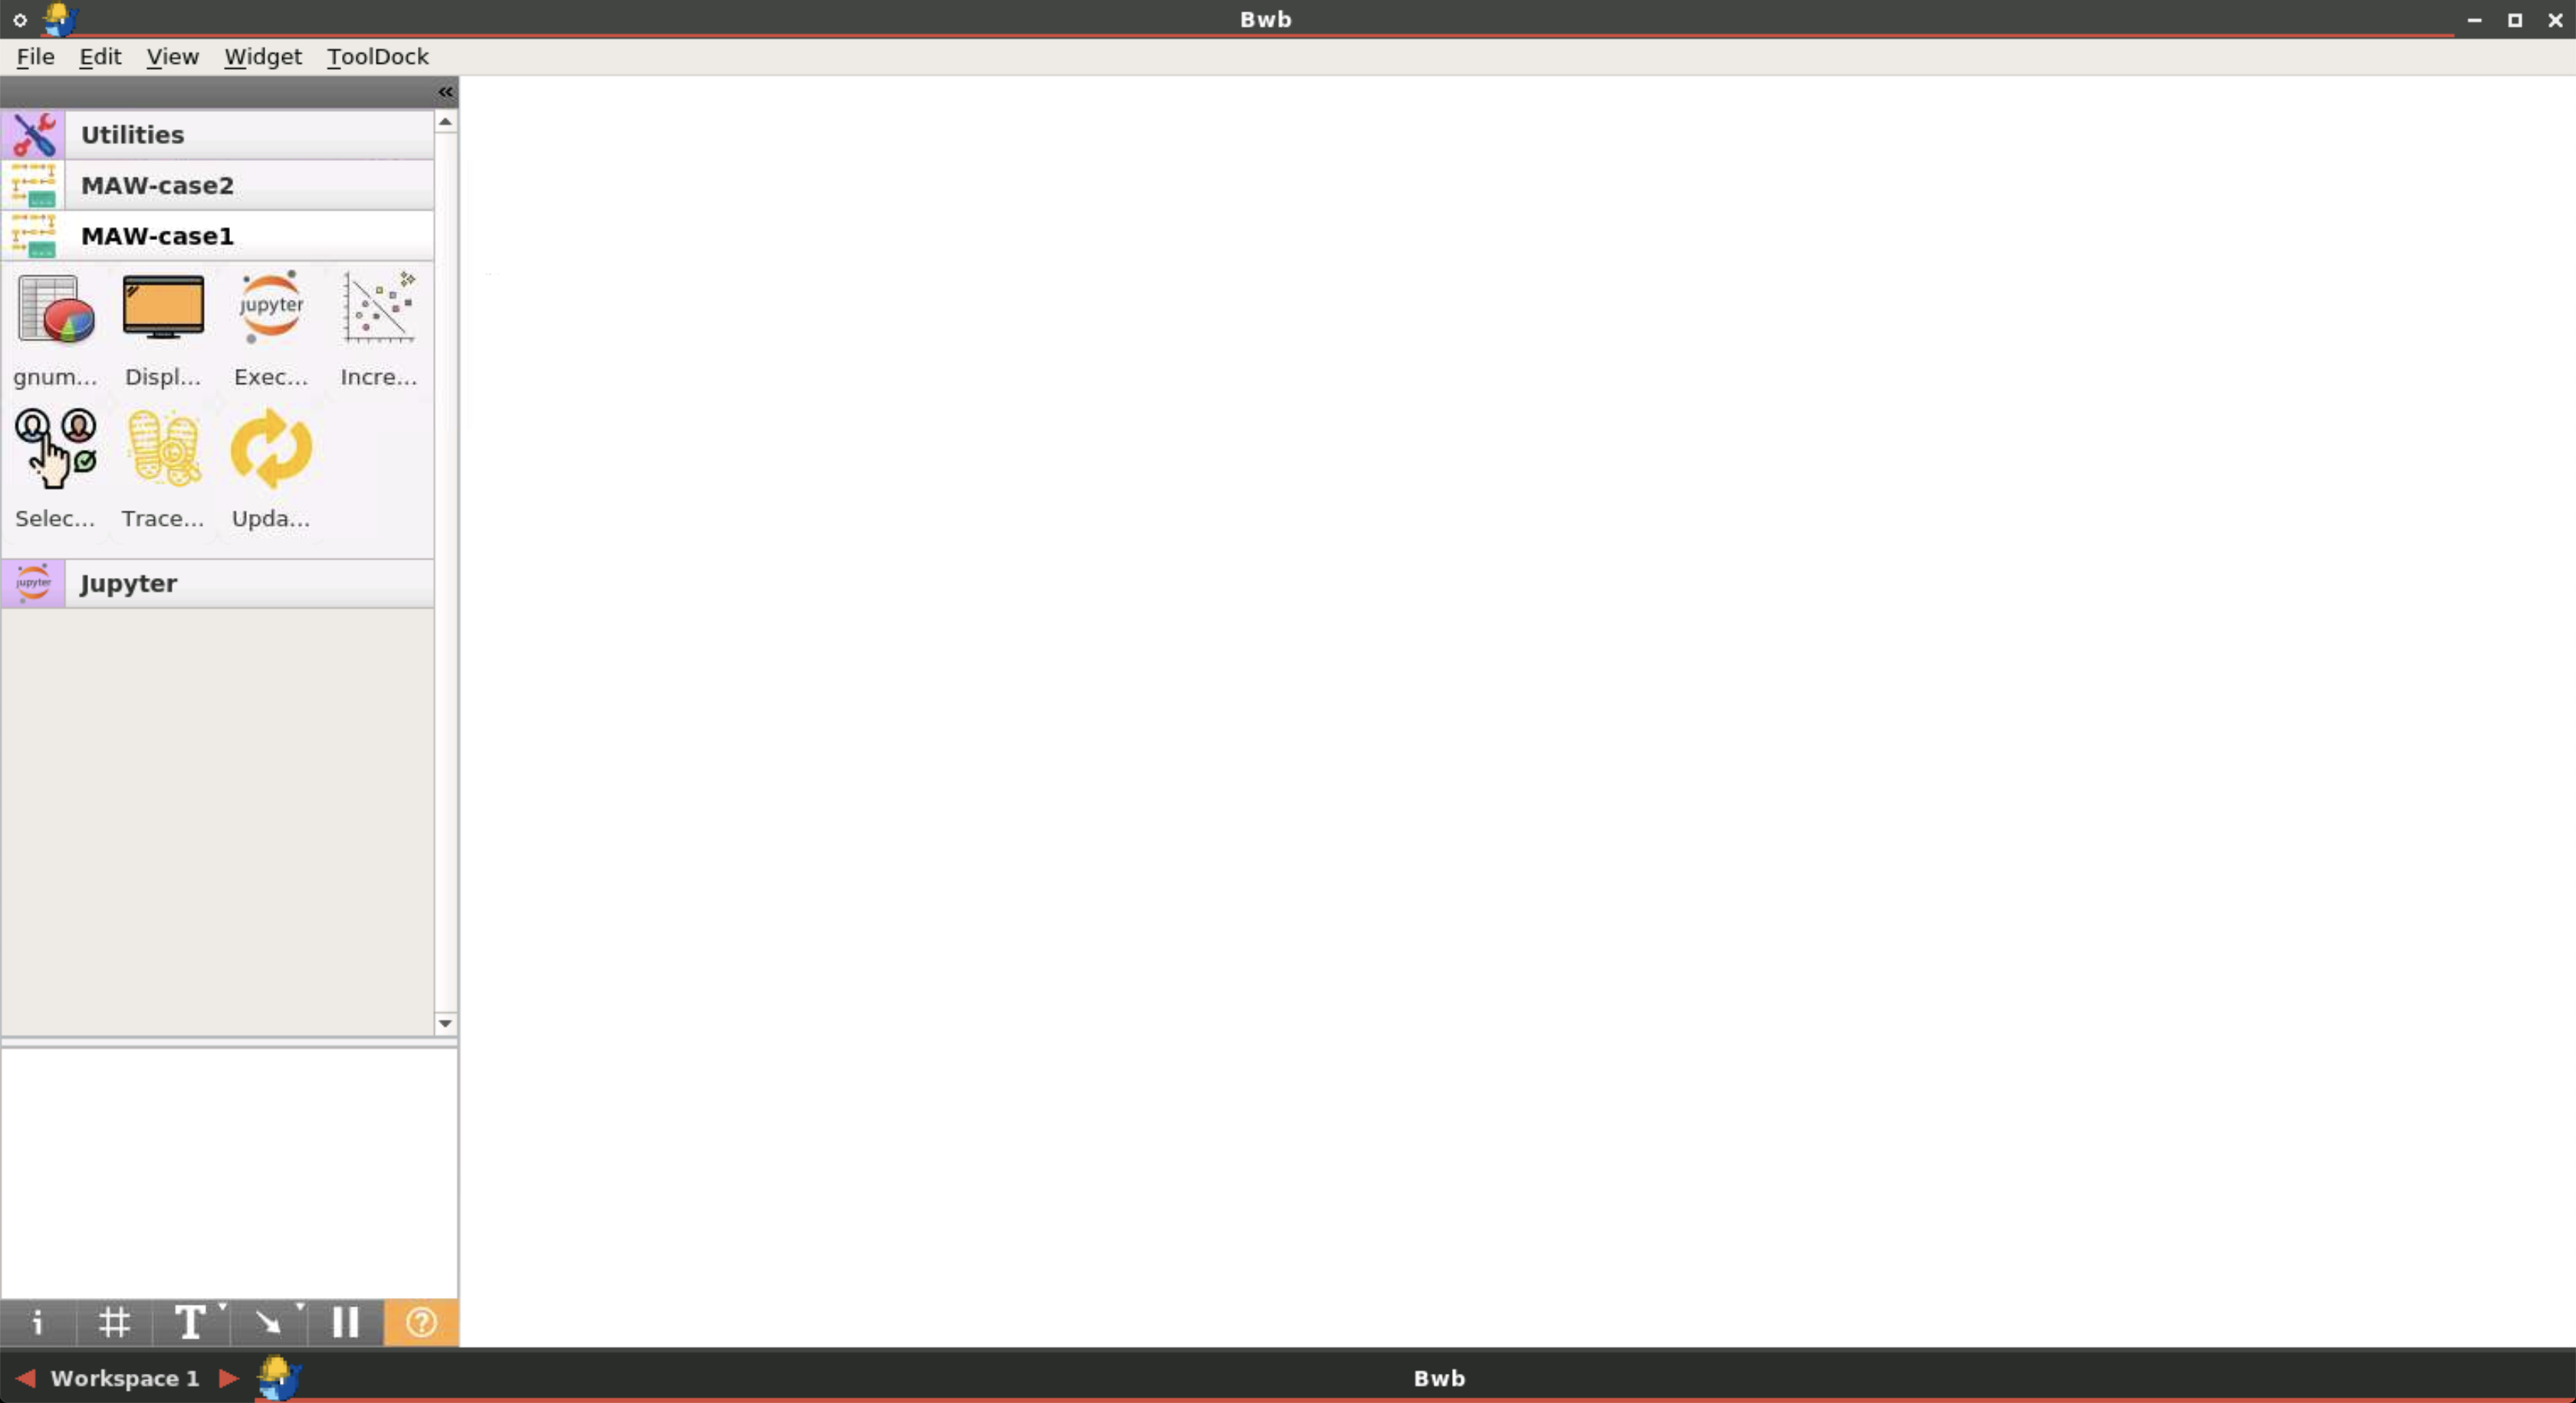 Bwb
File Edit View Widget ToolDock
«
Utilities
MAW-case2
MAW-case1
jupyter
gnum... Displ... Exec... Incre...
Selec... Trace... Upda...
jupyter Jupyter
i # T ?
Workspace 1 Bwb